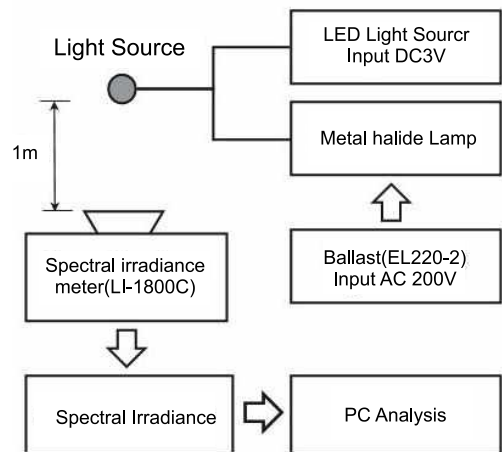 Light Source
LED Light Sourcr
Input DC3V
Metal halide Lamp
1m
Spectral irradiance
meter(LI-1800C)
Ballast(EL220-2)
Input AC 200V
Spectral Irradiance
PC Analysis